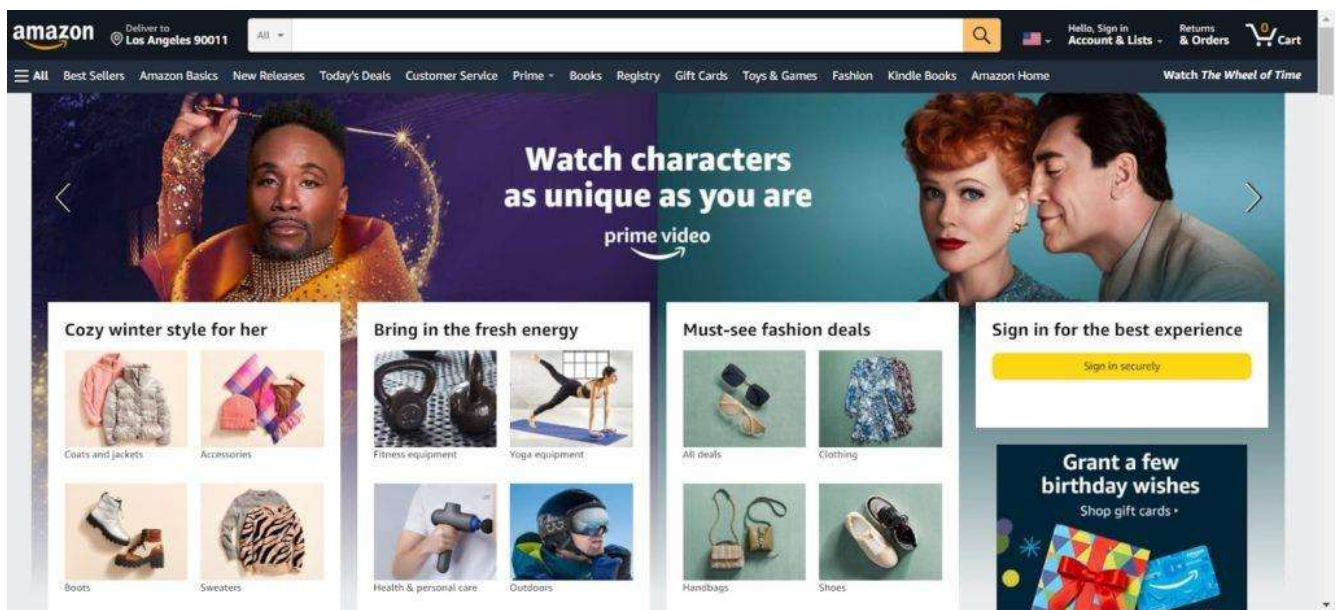 amazon
Deliver to
Los Angeles 90011
All
Hello, Sign in
Account & Lists
Returns
& Orders
0
Cart
All Best Sellers Amazon Basics New Releases Today's Deals Customer Service Prime Books Registry Gift Cards Toys & Games Fashion Kindle Books Amazon Home Watch The Wheel of Time
Watch characters
as unique as you are
prime video
Cozy winter style for her
Coats and jackets Accessories
Boots Sweaters
Bring in the fresh energy
Fitness equipment Yoga equipment
Health & personal care Outdoors
Must-see fashion deals
All deals Clothing
Handbags Shoes
Sign in for the best experience
Sign in securely
Grant a few
birthday wishes
Shop gift cards